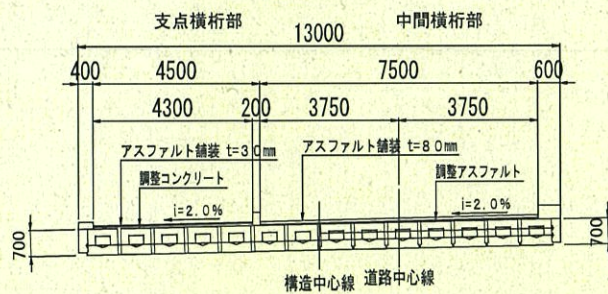 支点横桁部 中間横桁部
13000
400 4500 7500 600
4300 200 3750 3750
アスファルト舗装 t=30mm アスファルト舗装 t=80mm
調整コンクリート 調整アスファルト
i=2.0% i=2.0%
700 700
構造中心線 道路中心線